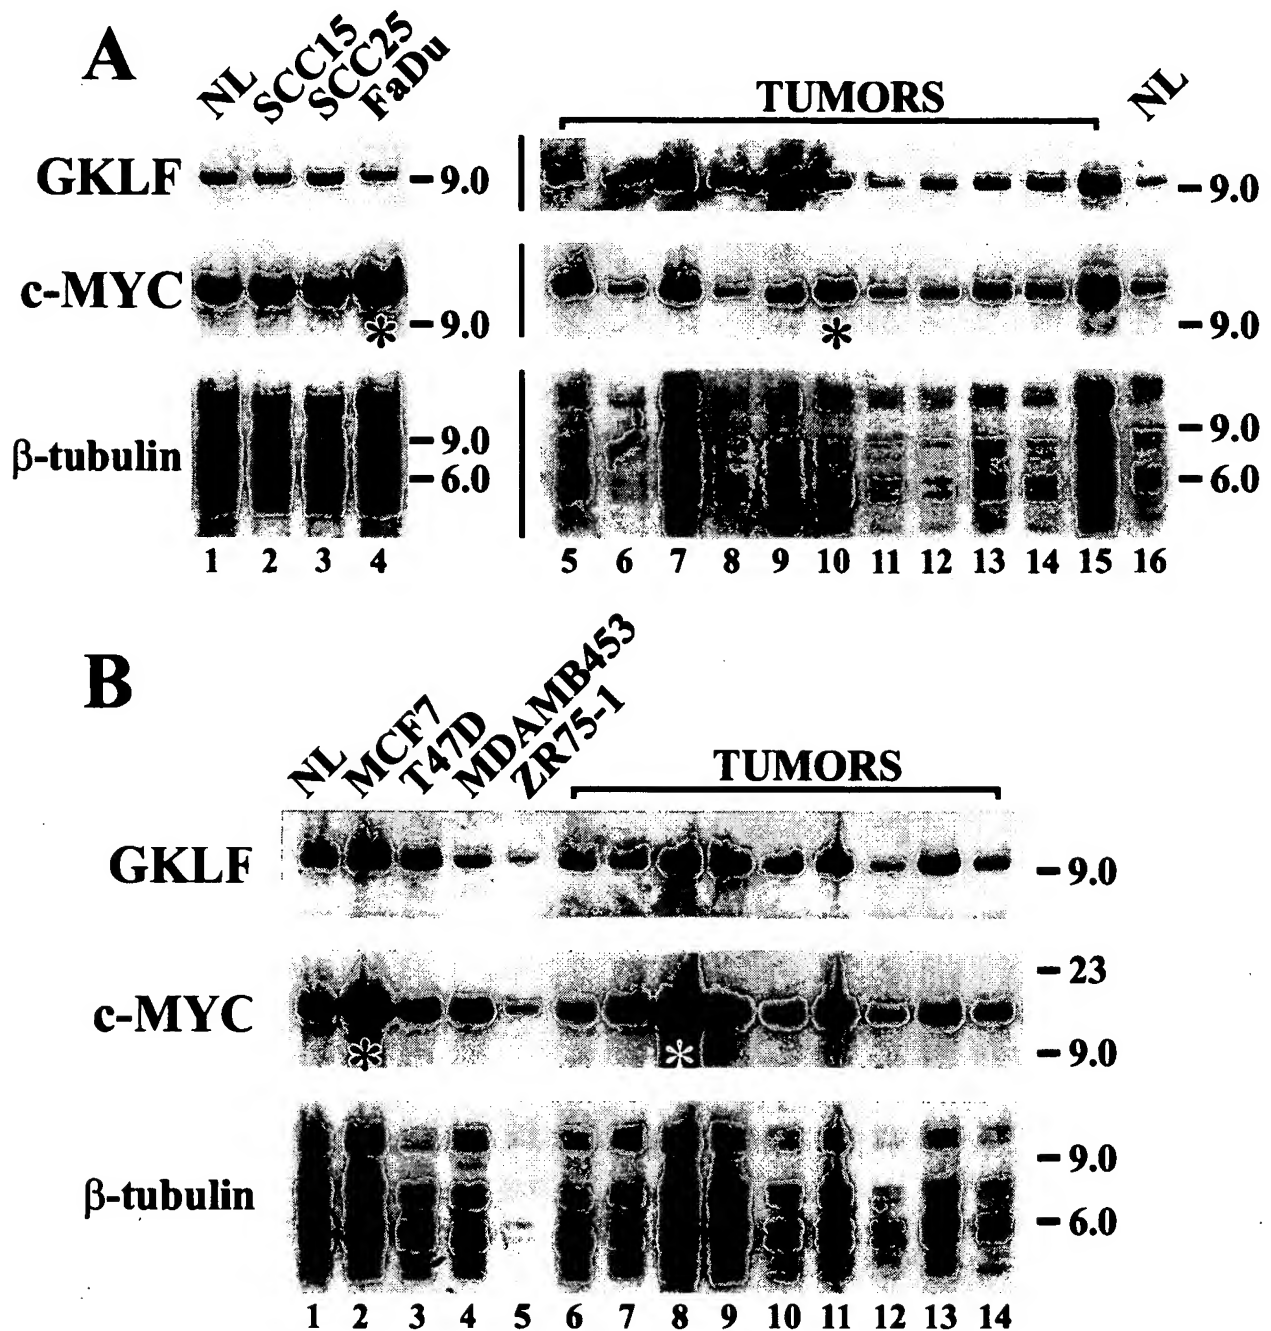 A
NL SCC15 SCC25 FaDu
TUMORS
NL
GKLF
9.0
9.0
c-MYC
9.0
*
9.0
*
β-tubulin
9.0
6.0
9.0
6.0
1 2 3 4 5 6 7 8 9 10 11 12 13 14 15 16
B
NL MCF7 T47D MDAMB453 ZR75-1
TUMORS
GKLF
9.0
c-MYC
23
9.0
* *
β-tubulin
9.0
6.0
1 2 3 4 5 6 7 8 9 10 11 12 13 14